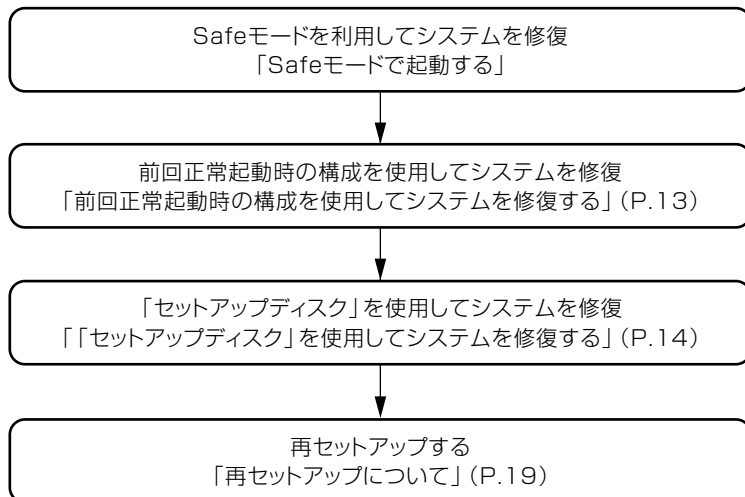 Safeモードを利用してシステムを修復
「Safeモードで起動する」
前回正常起動時の構成を使用してシステムを修復
「前回正常起動時の構成を使用してシステムを修復する」（P.13）
「セットアップディスク」を使用してシステムを修復
「「セットアップディスク」を使用してシステムを修復する」（P.14）
再セットアップする
「再セットアップについて」（P.19）